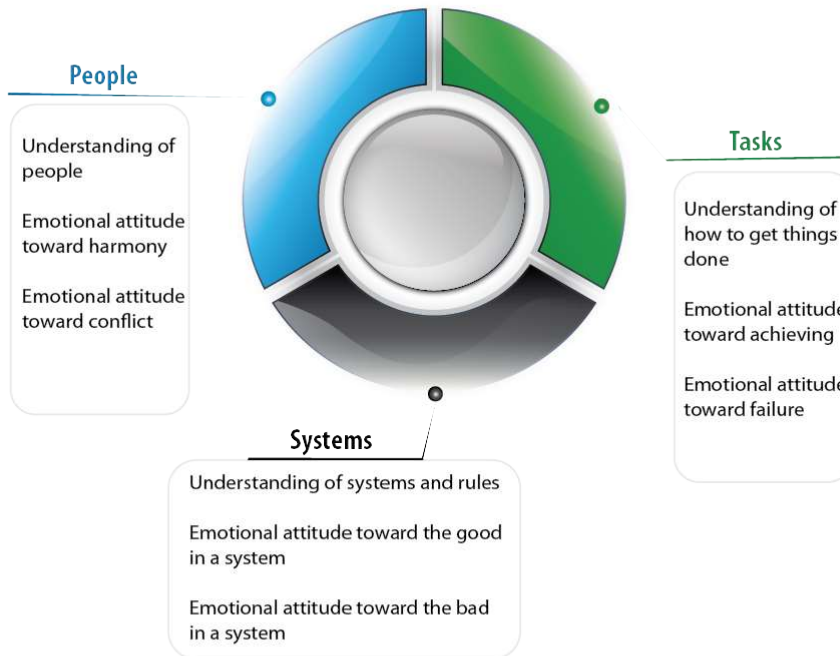 People
Understanding of
people
Emotional attitude
toward harmony
Emotional attitude
toward conflict
Tasks
Understanding of
how to get things
done
Emotional attitude
toward achieving
Emotional attitude
toward failure
Systems
Understanding of systems and rules
Emotional attitude toward the good
in a system
Emotional attitude toward the bad
in a system